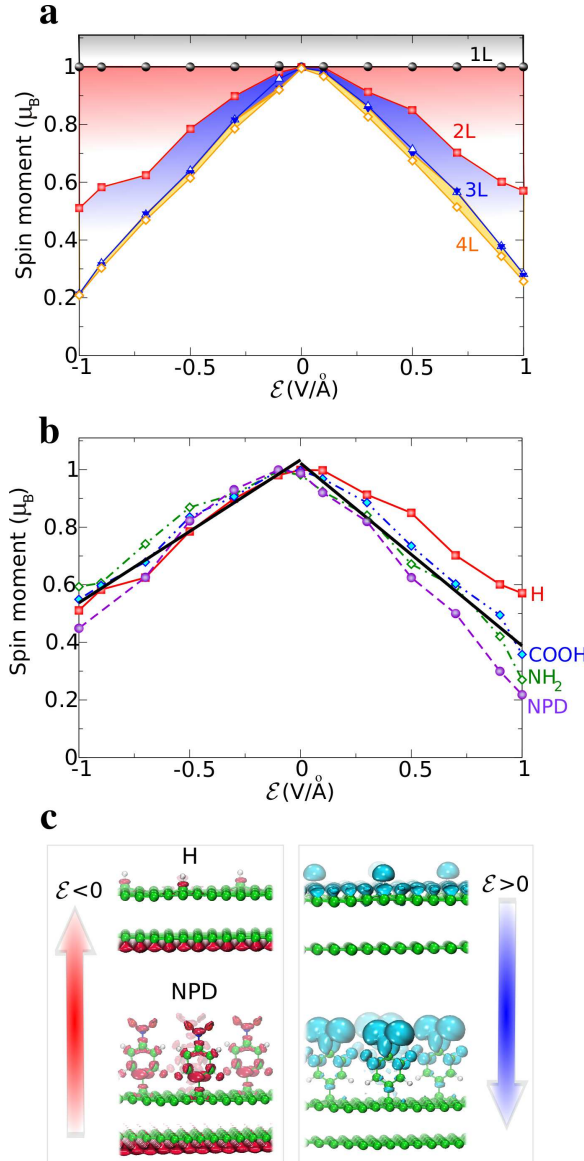 a
Spin moment (μB)
1
0.8
0.6
0.4
0.2
0
1L
2L
3L
4L
-1
-0.5
0
0.5
1
ℰ(V/Å)
b
Spin moment (μB)
1
0.8
0.6
0.4
0.2
0
H
COOH
NH2
NPD
-1
-0.5
0
0.5
1
ℰ(V/Å)
c
H
ℰ<0
ℰ>0
NPD